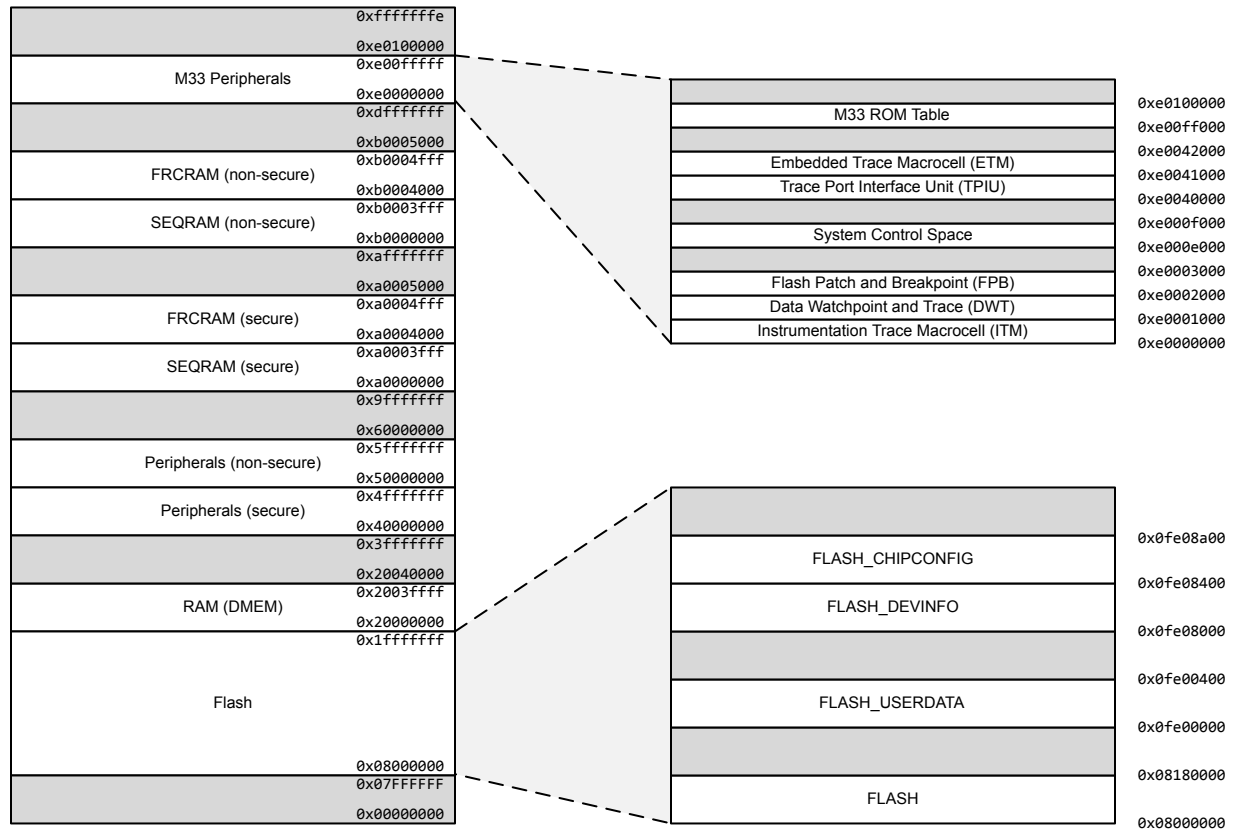 0xfffffffe
0xe0100000
0xe00fffff
M33 Peripherals
0xe0000000
0xdfffffff
0xb0005000
0xb0004fff
FRCRAM (non-secure)
0xb0004000
0xb0003fff
SEQRAM (non-secure)
0xb0000000
0xafffffff
0xa0005000
0xa0004fff
FRCRAM (secure)
0xa0004000
0xa0003fff
SEQRAM (secure)
0xa0000000
0x9fffffff
0x60000000
0x5fffffff
Peripherals (non-secure)
0x50000000
0x4fffffff
Peripherals (secure)
0x40000000
0x3fffffff
0x20040000
0x2003ffff
RAM (DMEM)
0x20000000
0x1fffffff
Flash
0x08000000
0x07FFFFFF
0x00000000
0xe0100000
M33 ROM Table
0xe00ff000
0xe0042000
Embedded Trace Macrocell (ETM)
0xe0041000
Trace Port Interface Unit (TPIU)
0xe0040000
0xe000f000
System Control Space
0xe000e000
0xe0003000
Flash Patch and Breakpoint (FPB)
0xe0002000
Data Watchpoint and Trace (DWT)
0xe0001000
Instrumentation Trace Macrocell (ITM)
0xe0000000
0x0fe08a00
FLASH_CHIPCONFIG
0x0fe08400
FLASH_DEVINFO
0x0fe08000
0x0fe00400
FLASH_USERDATA
0x0fe00000
0x08180000
FLASH
0x08000000